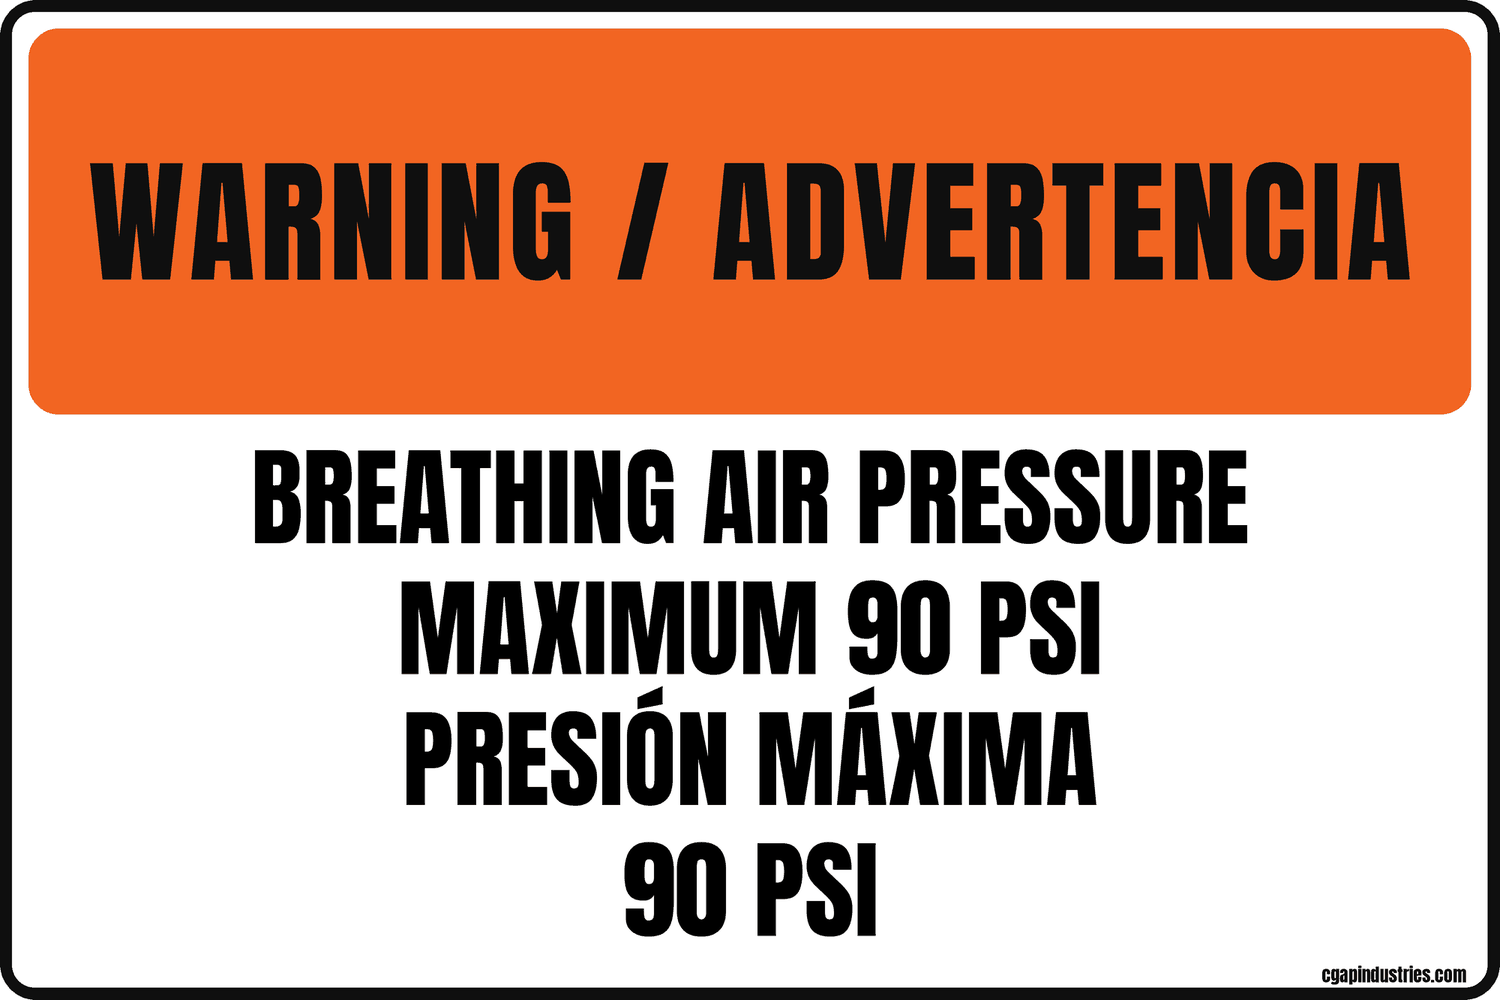 WARNING / ADVERTENCIA
BREATHING AIR PRESSURE
MAXIMUM 90 PSI
PRESIÓN MÁXIMA
90 PSI
cgapindustries.com